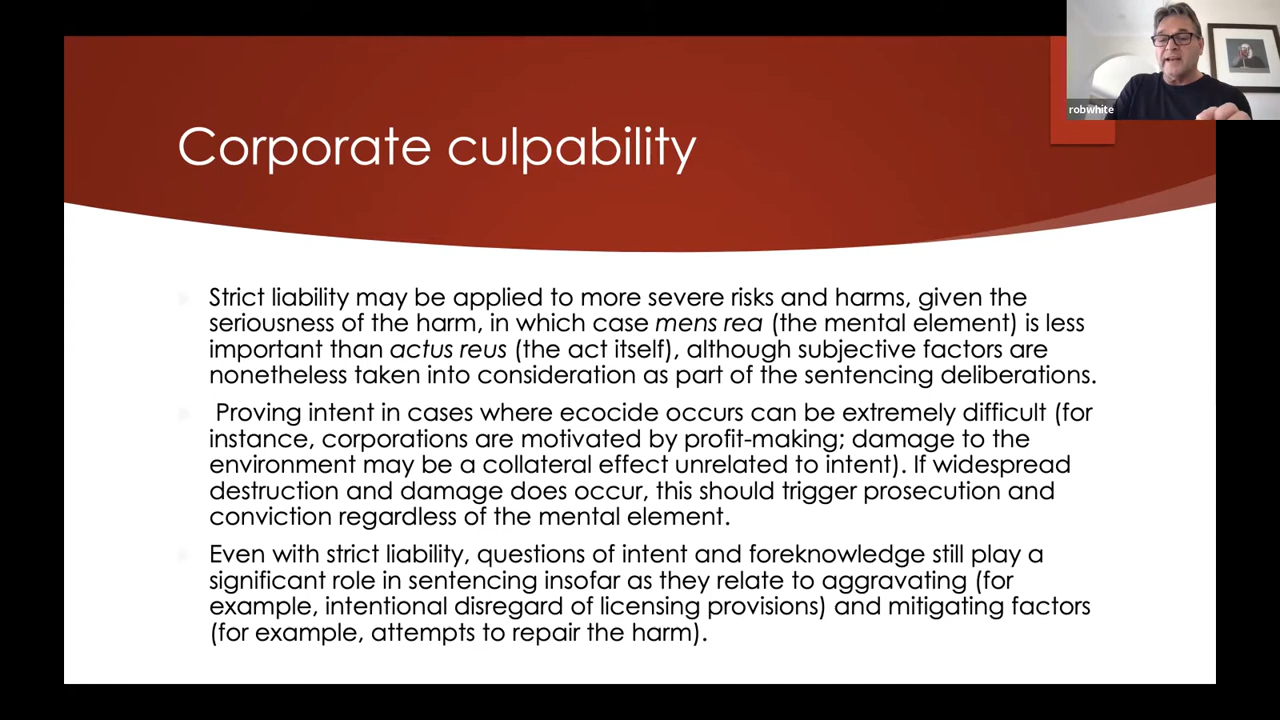 robwhite
Corporate culpability
Strict liability may be applied to more severe risks and harms, given the
seriousness of the harm, in which case mens rea (the mental element) is less
important than actus reus (the act itself), although subjective factors are
nonetheless taken into consideration as part of the sentencing deliberations.
Proving intent in cases where ecocide occurs can be extremely difficult (for
instance, corporations are motivated by profit-making; damage to the
environment may be a collateral effect unrelated to intent). If widespread
destruction and damage does occur, this should trigger prosecution and
conviction regardless of the mental element.
Even with strict liability, questions of intent and foreknowledge still play a
significant role in sentencing insofar as they relate to aggravating (for
example, intentional disregard of licensing provisions) and mitigating factors
(for example, attempts to repair the harm).